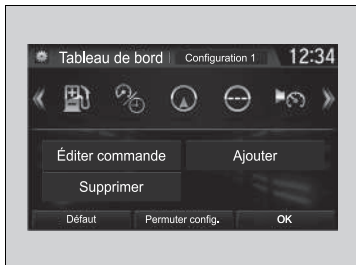 Tableau de bord Configuration 1 12:34
Éditer commande Ajouter
Supprimer
Défaut Permuter config. OK